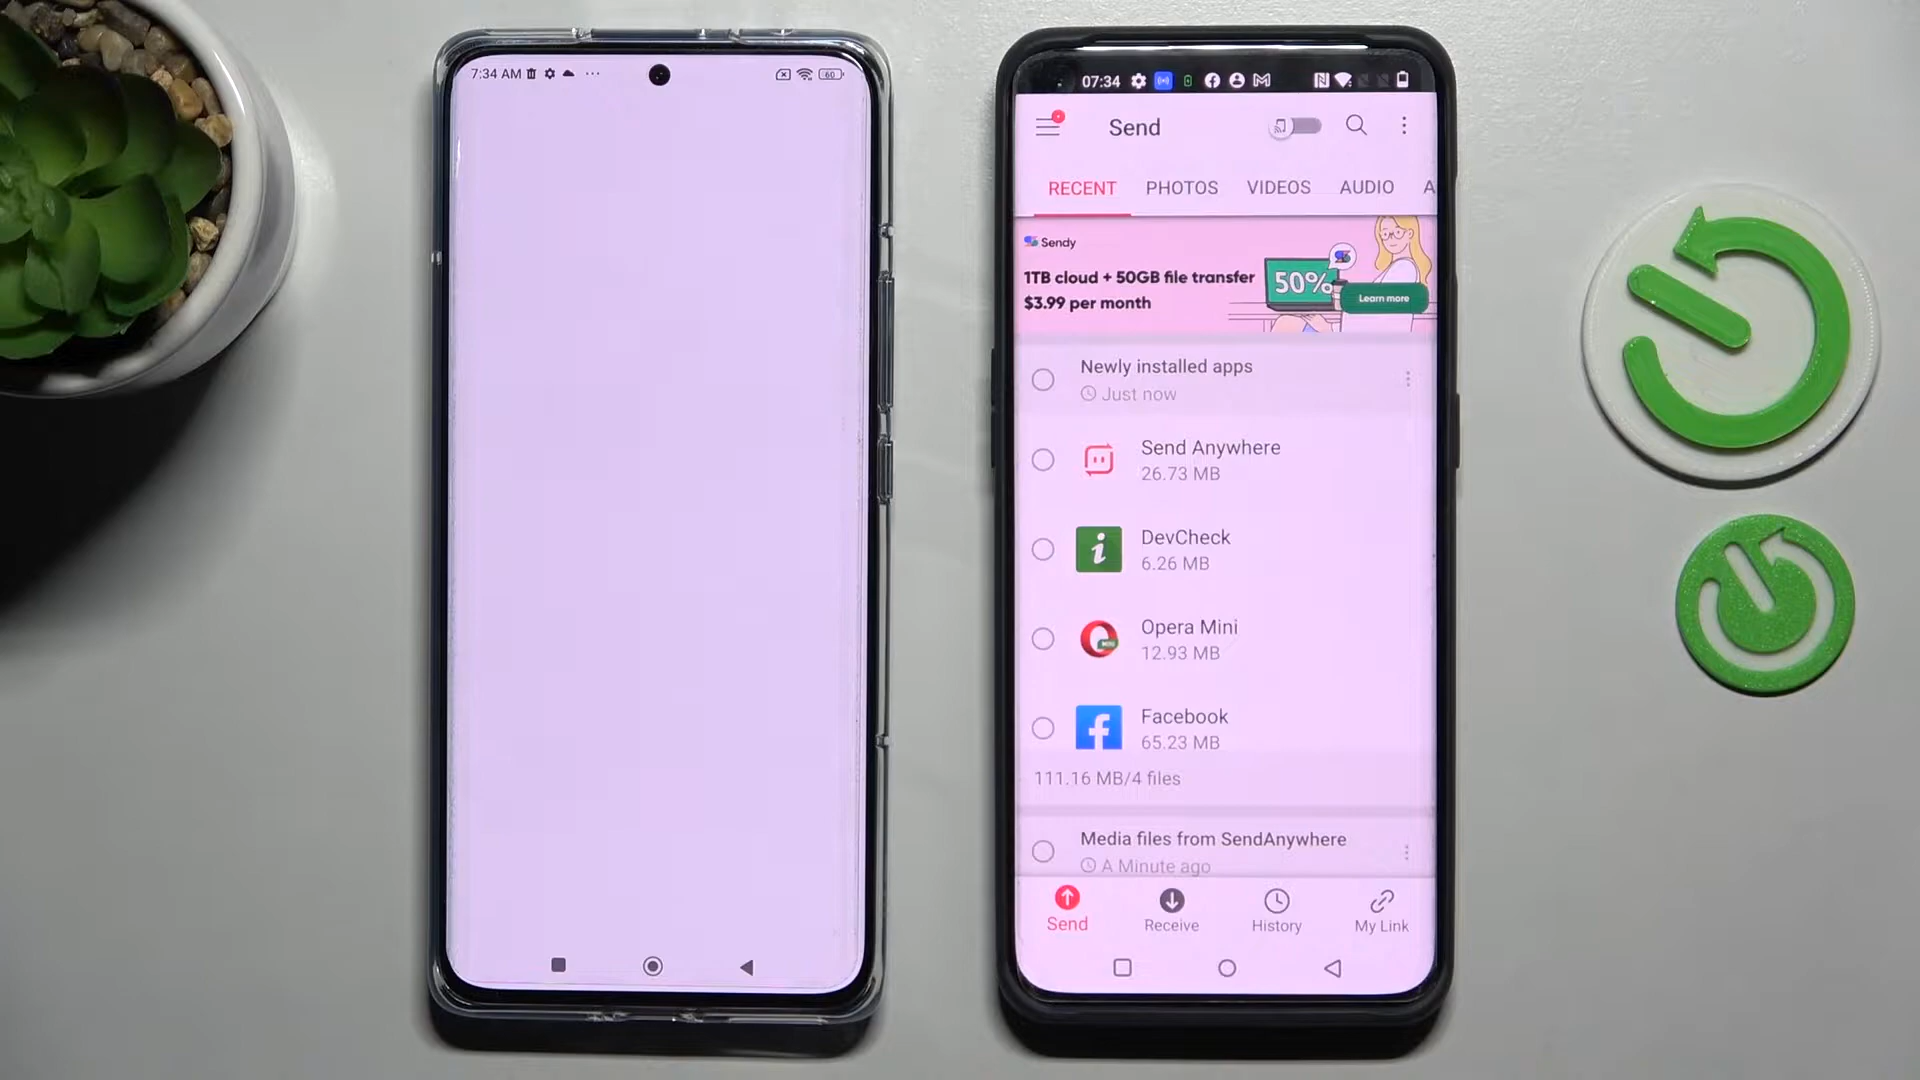 7:34 AM
60
07:34
Send
RECENT PHOTOS VIDEOS AUDIO A
Sendy
1TB cloud + 50GB file transfer
$3.99 per month
50%
Learn more
Newly installed apps
Just now
Send Anywhere
26.73 MB
DevCheck
6.26 MB
Opera Mini
12.93 MB
Facebook
65.23 MB
111.16 MB/4 files
Media files from SendAnywhere
A Minute ago
Send Receive History My Link